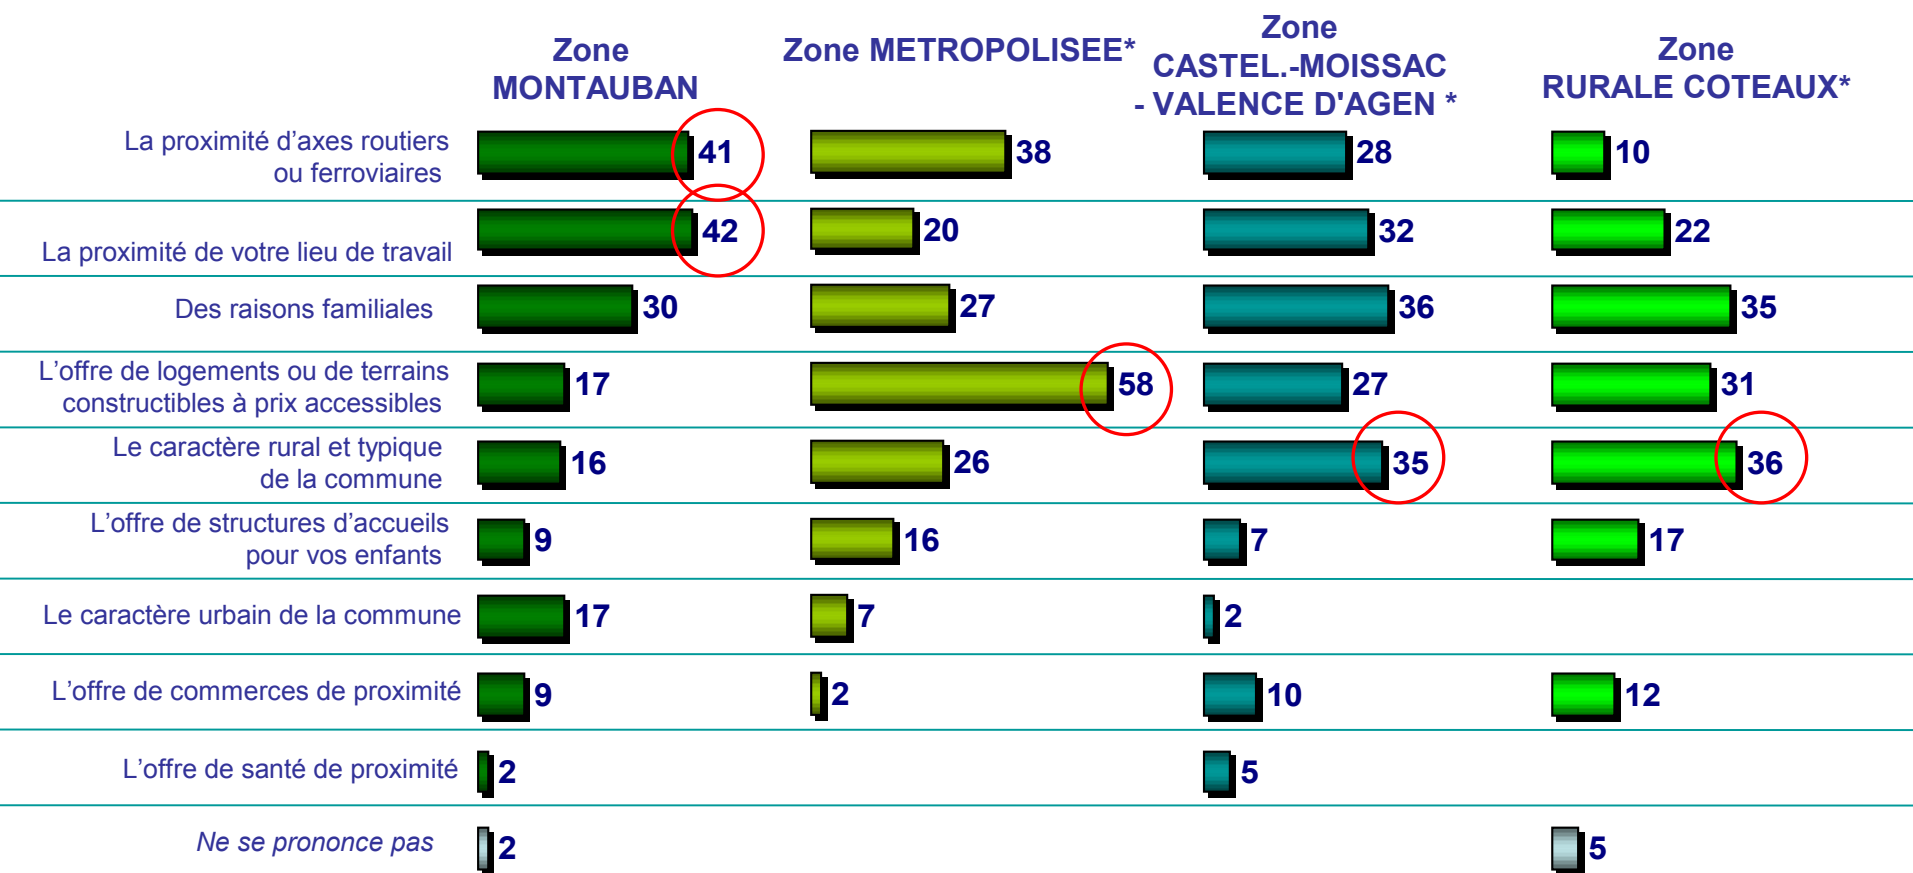 Zone
MONTAUBAN
Zone METROPOLISEE*
Zone
CASTEL.-MOISSAC
- VALENCE D'AGEN *
Zone
RURALE COTEAUX*
La proximité d’axes routiers
ou ferroviaires
41
38
28
10
La proximité de votre lieu de travail
42
20
32
22
Des raisons familiales
30
27
36
35
L’offre de logements ou de terrains
constructibles à prix accessibles
17
58
27
31
Le caractère rural et typique
de la commune
16
26
35
36
L’offre de structures d’accueils
pour vos enfants
9
16
7
17
Le caractère urbain de la commune
17
7
2
L’offre de commerces de proximité
9
2
10
12
L’offre de santé de proximité
2
5
Ne se prononce pas
2
5